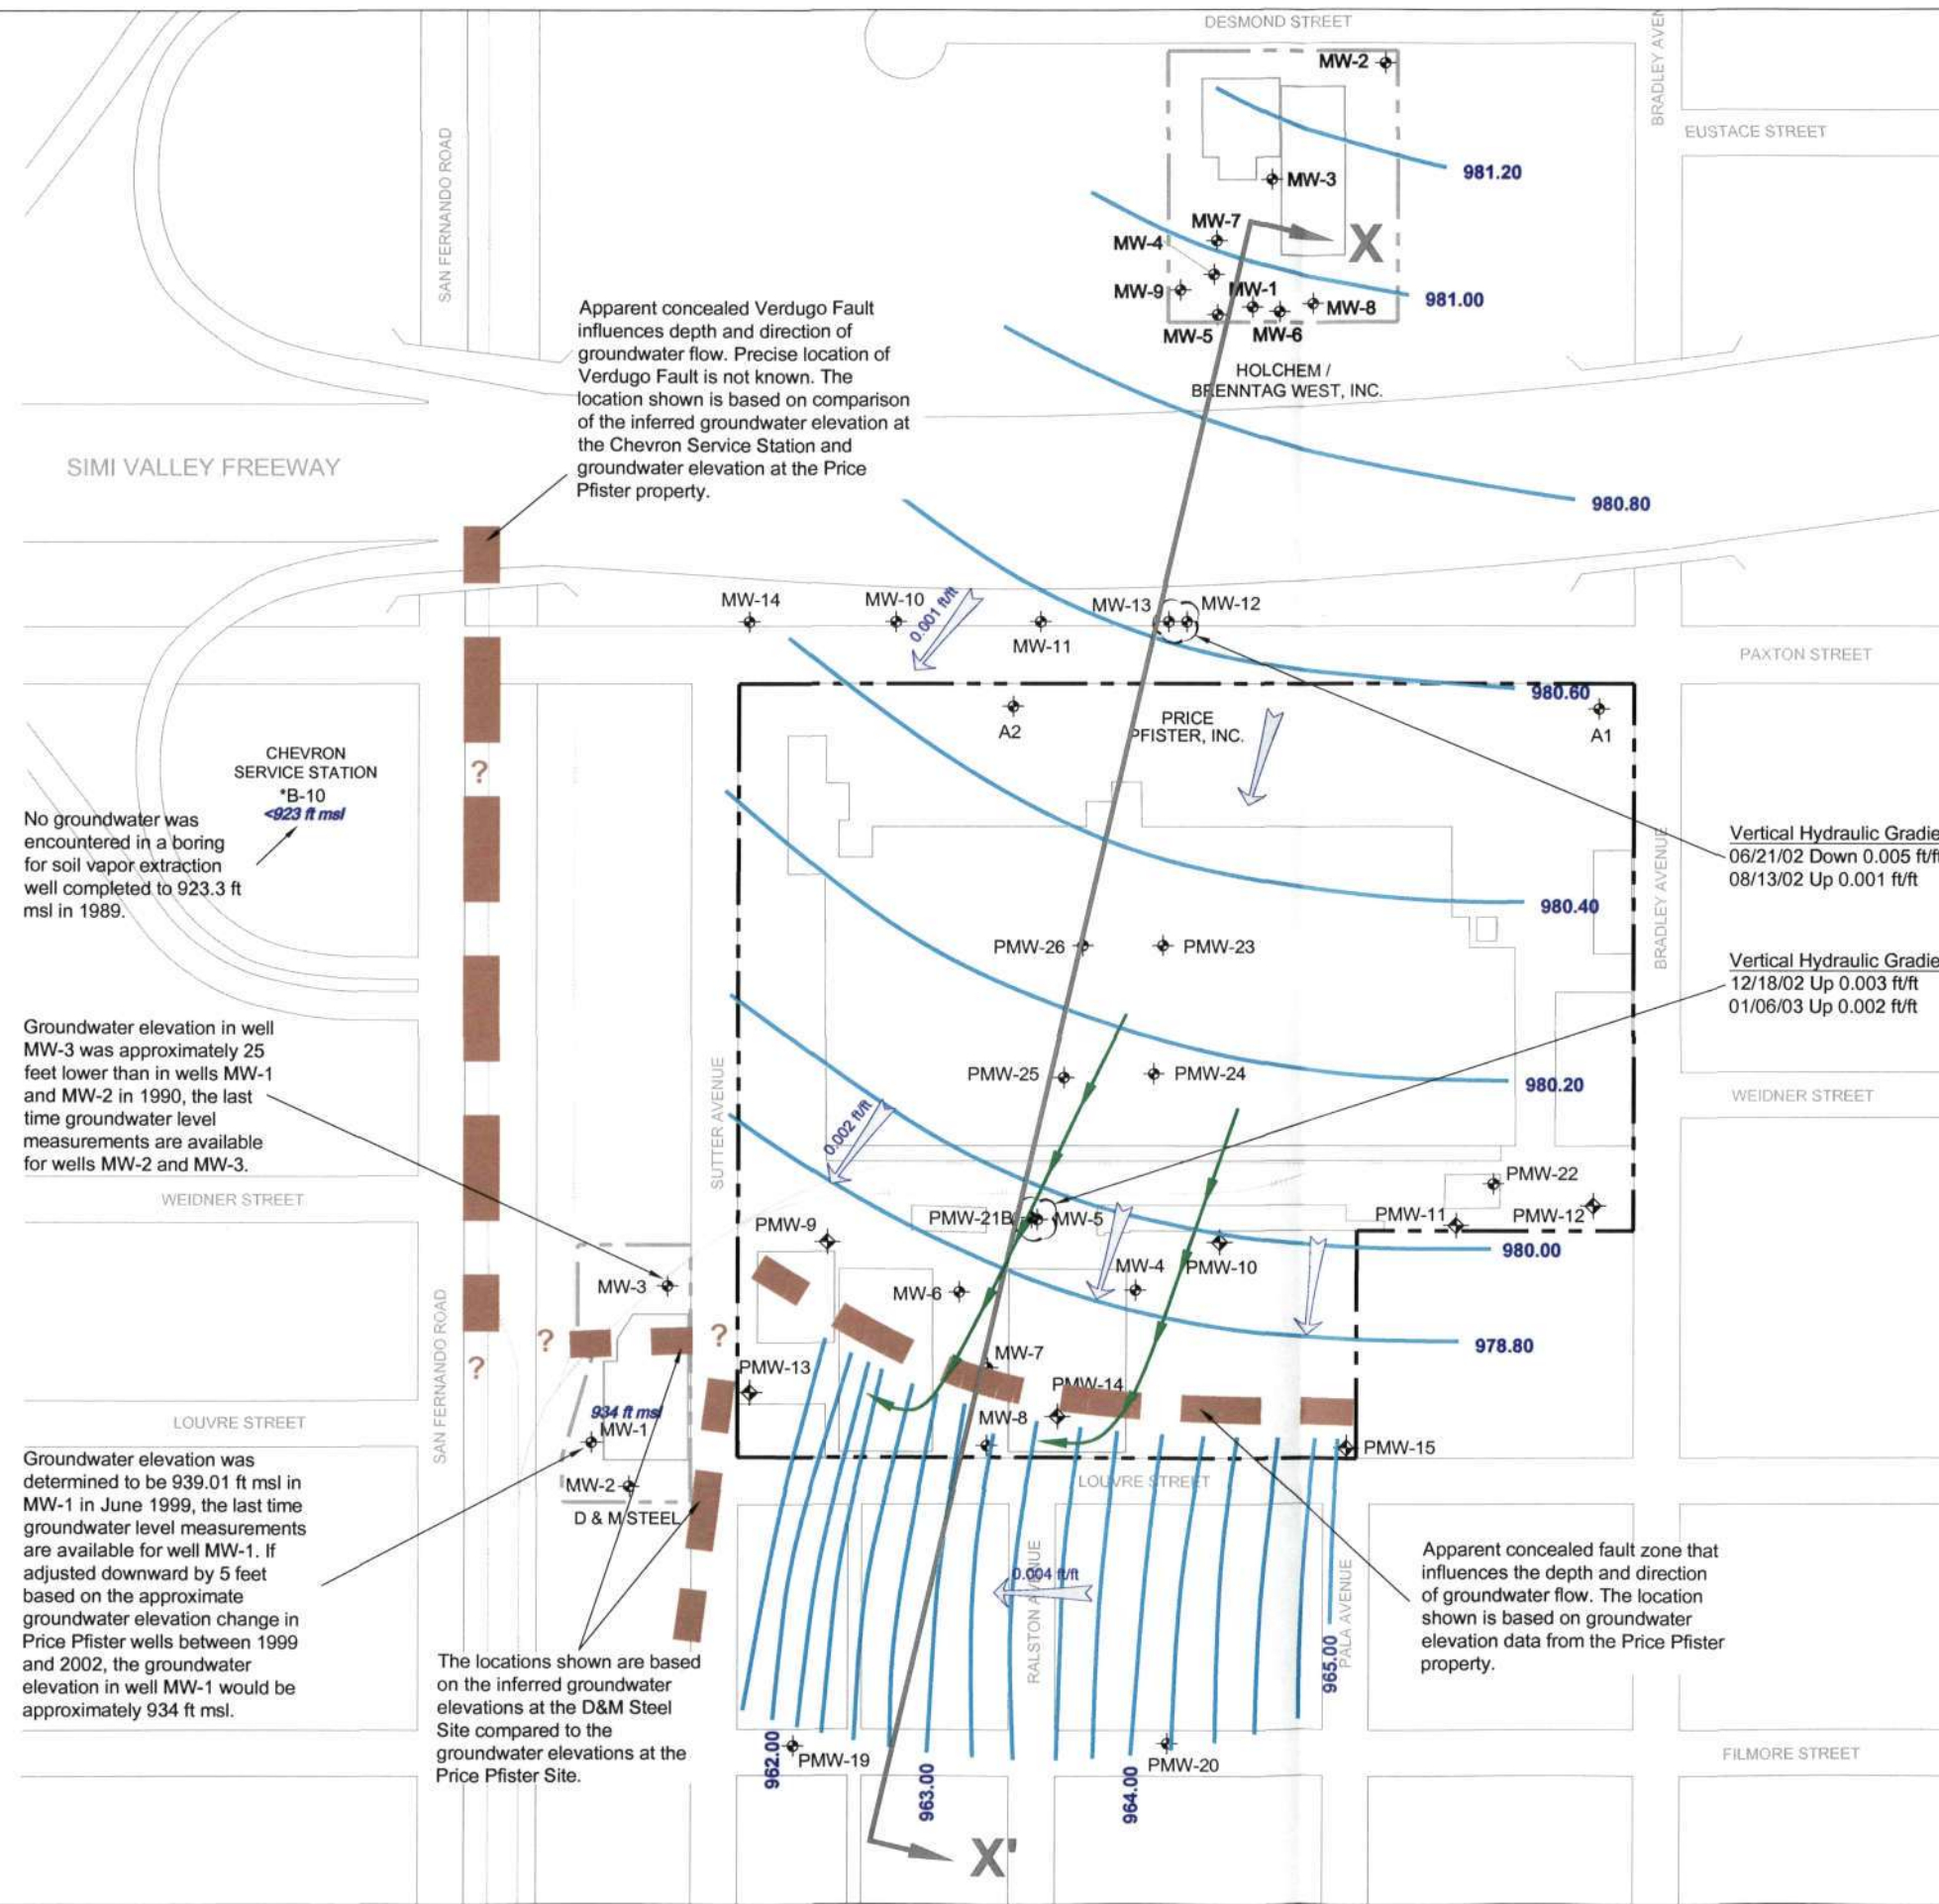 DESMOND STREET
BRADLEY AVEN
EUSTACE STREET
MW-2
981.20
MW-3
MW-7
MW-4
X
MW-9
MW-1
MW-8
981.00
MW-5
MW-6
HOLCHEM /
BRENNTAG WEST, INC.
SAN FERNANDO ROAD
Apparent concealed Verdugo Fault
influences depth and direction of
groundwater flow. Precise location of
Verdugo Fault is not known. The
location shown is based on comparison
of the inferred groundwater elevation at
the Chevron Service Station and
groundwater elevation at the Price
Pfister property.
SIMI VALLEY FREEWAY
980.80
MW-14
MW-10
0.001 ft/ft
MW-11
MW-13
MW-12
PAXTON STREET
980.60
A2
PRICE
PFISTER, INC.
A1
CHEVRON
SERVICE STATION
*B-10
<923 ft msl
?
No groundwater was
encountered in a boring
for soil vapor extraction
well completed to 923.3 ft
msl in 1989.
Vertical Hydraulic Gradie
06/21/02 Down 0.005 ft/ft
08/13/02 Up 0.001 ft/ft
BRADLEY AVENUE
980.40
PMW-26
PMW-23
Vertical Hydraulic Gradie
12/18/02 Up 0.003 ft/ft
01/06/03 Up 0.002 ft/ft
Groundwater elevation in well
MW-3 was approximately 25
feet lower than in wells MW-1
and MW-2 in 1990, the last
time groundwater level
measurements are available
for wells MW-2 and MW-3.
SUTTER AVENUE
PMW-25
PMW-24
980.20
WEIDNER STREET
0.002 ft/ft
WEIDNER STREET
PMW-22
PMW-9
PMW-21B
MW-5
PMW-11
PMW-12
980.00
MW-3
MW-6
MW-4
PMW-10
SAN FERNANDO ROAD
?
?
?
978.80
MW-7
PMW-13
PMW-14
934 ft msl
MW-1
MW-8
PMW-15
LOUVRE STREET
LOUVRE STREET
MW-2
D & M STEEL
Groundwater elevation was
determined to be 939.01 ft msl in
MW-1 in June 1999, the last time
groundwater level measurements
are available for well MW-1. If
adjusted downward by 5 feet
based on the approximate
groundwater elevation change in
Price Pfister wells between 1999
and 2002, the groundwater
elevation in well MW-1 would be
approximately 934 ft msl.
The locations shown are based
on the inferred groundwater
elevations at the D&M Steel
Site compared to the
groundwater elevations at the
Price Pfister Site.
RALSTON AVENUE
0.004 ft/ft
PALA AVENUE
965.00
Apparent concealed fault zone that
influences the depth and direction
of groundwater flow. The location
shown is based on groundwater
elevation data from the Price Pfister
property.
962.00
PMW-19
963.00
964.00
PMW-20
FILMORE STREET
X'